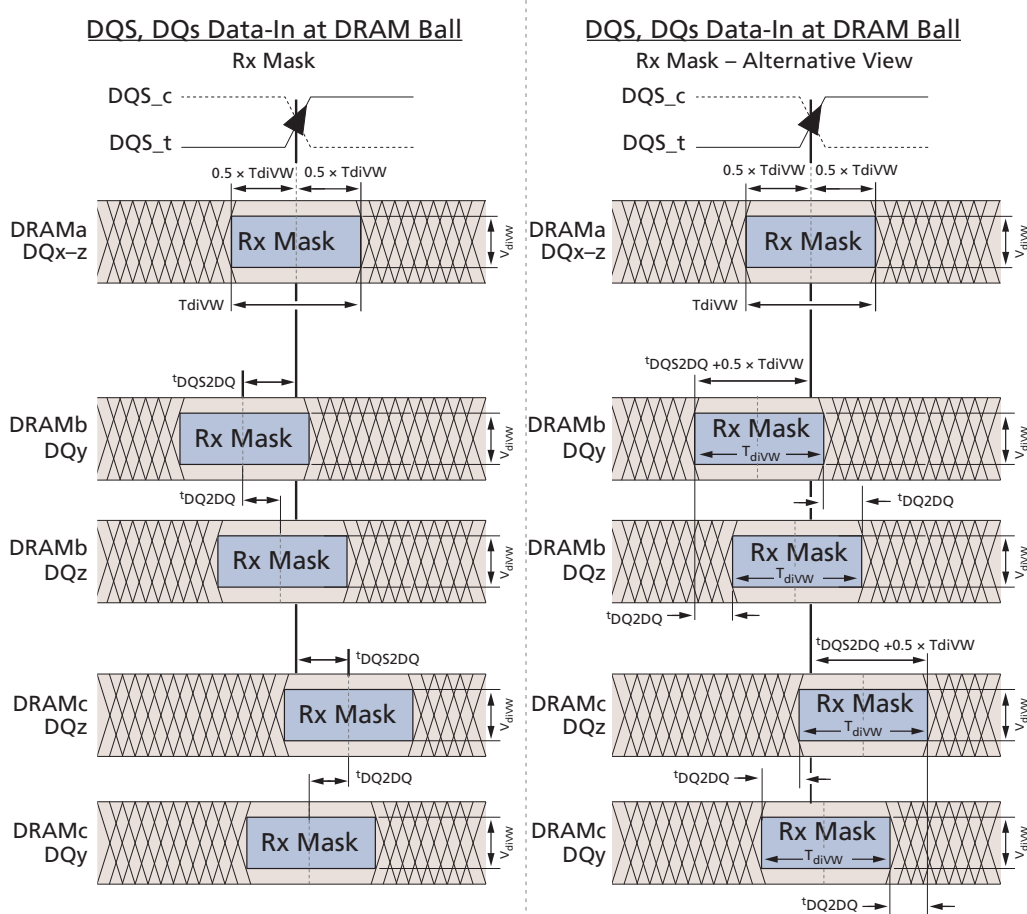 DQS, DQs Data-In at DRAM Ball
Rx Mask
DQS_c
DQS_t
0.5 × TdiVW 0.5 × TdiVW
DRAMa
DQx–z
Rx Mask
VdiVW
TdiVW
tDQS2DQ
DRAMb
DQy
Rx Mask
VdiVW
tDQ2DQ
DRAMb
DQz
Rx Mask
VdiVW
tDQS2DQ
DRAMc
DQz
Rx Mask
VdiVW
tDQ2DQ
DRAMc
DQy
Rx Mask
VdiVW
DQS, DQs Data-In at DRAM Ball
Rx Mask – Alternative View
DQS_c
DQS_t
0.5 × TdiVW 0.5 × TdiVW
DRAMa
DQx–z
Rx Mask
VdiVW
TdiVW
tDQS2DQ +0.5 × TdiVW
DRAMb
DQy
Rx Mask
TdiVW
VdiVW
tDQ2DQ
DRAMb
DQz
Rx Mask
TdiVW
VdiVW
tDQ2DQ
tDQS2DQ +0.5 × TdiVW
DRAMc
DQz
Rx Mask
TdiVW
VdiVW
tDQ2DQ
DRAMc
DQy
Rx Mask
TdiVW
VdiVW
tDQ2DQ